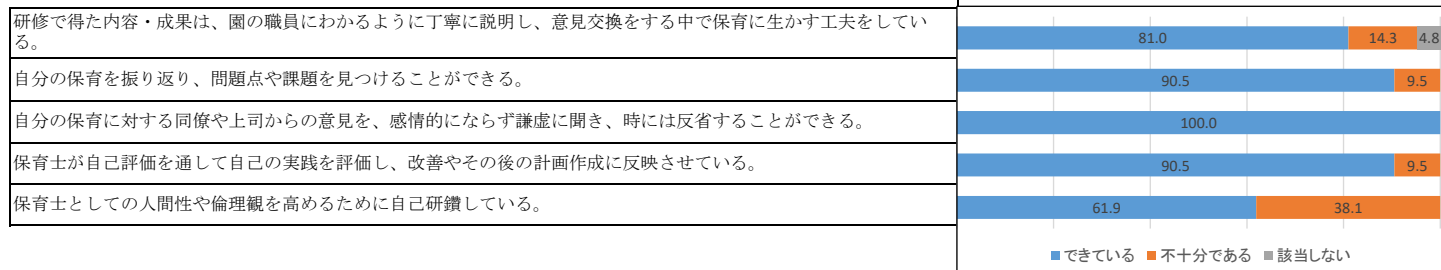 研修で得た内容・成果は、園の職員にわかるように丁寧に説明し、意見交換をする中で保育に生かす工夫をしてい
る。
81.0 14.3 4.8
自分の保育を振り返り、問題点や課題を見つけることができる。
90.5 9.5
自分の保育に対する同僚や上司からの意見を、感情的にならず謙虚に聞き、時には反省することができる。
100.0
保育士が自己評価を通して自己の実践を評価し、改善やその後の計画作成に反映させている。
90.5 9.5
保育士としての人間性や倫理観を高めるために自己研鑽している。
61.9 38.1
できている 不十分である 該当しない